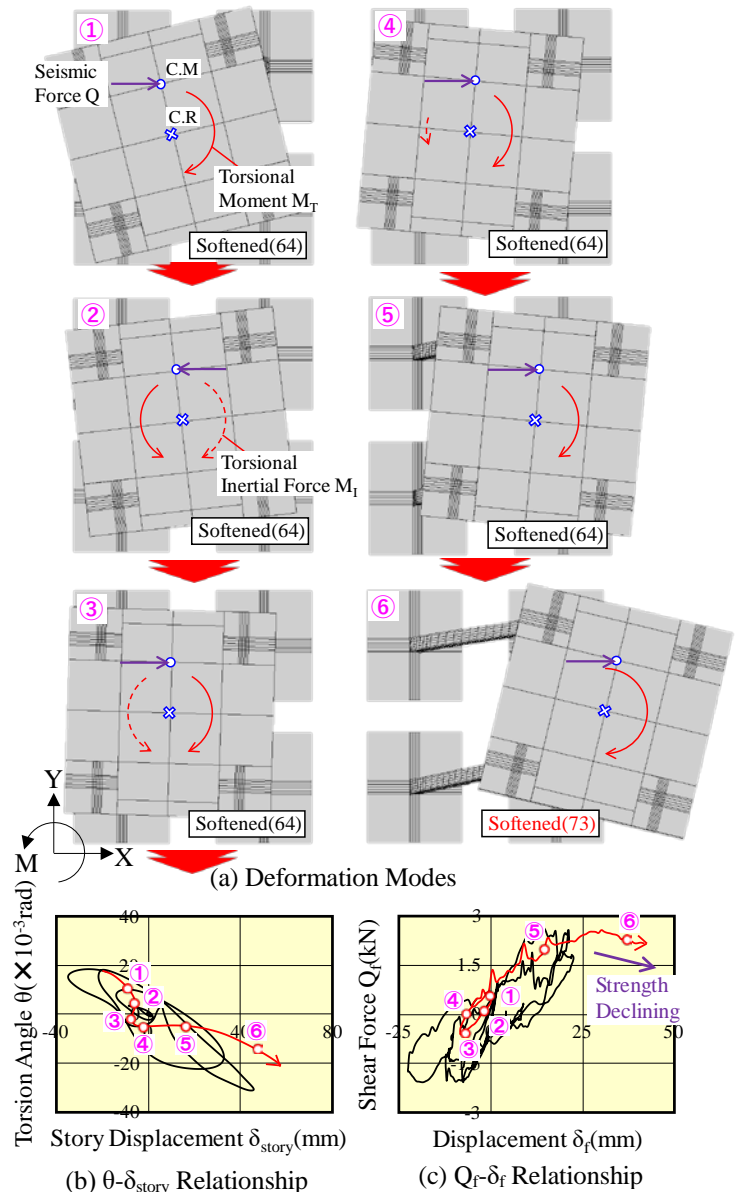 ①
Seismic
Force Q
C.M
C.R
Torsional
Moment M_T
Softened(64)
②
Torsional
Inertial Force M_I
Softened(64)
③
Softened(64)
Y
M
X
④
Softened(64)
⑤
Softened(64)
⑥
Softened(73)
(a) Deformation Modes
Torsion Angle θ(×10⁻³rad)
40
20
0
-20
-40
-40
0
40
80
①
②
③
④
⑤
⑥
Story Displacement δ_story(mm)
(b) θ-δ_story Relationship
Shear Force Q_f(kN)
3
1.5
-3
-25
25
50
①
②
③
④
⑤
⑥
Strength
Declining
Displacement δ_f(mm)
(c) Q_f-δ_f Relationship